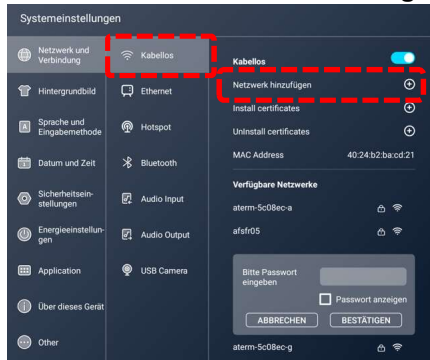 Systemeinstellungen
Netzwerk und
Verbindung
Hintergrundbild
Sprache und
Eingabemethode
Datum und Zeit
Sicherheitsein-
stellungen
Energieeinstellun-
gen
Application
Über dieses Gerät
Other
Kabellos
Ethernet
Hotspot
Bluetooth
Audio Input
Audio Output
USB Camera
Kabellos
Netzwerk hinzufügen
Install certificates
UnInstall certificates
MAC Address 40:24:b2:ba:cd:21
Verfügbare Netzwerke
aterm-5c08ec-a
afsfr05
Bitte Passwort
eingeben
Passwort anzeigen
ABBRECHEN BESTÄTIGEN
aterm-5c08ec-g